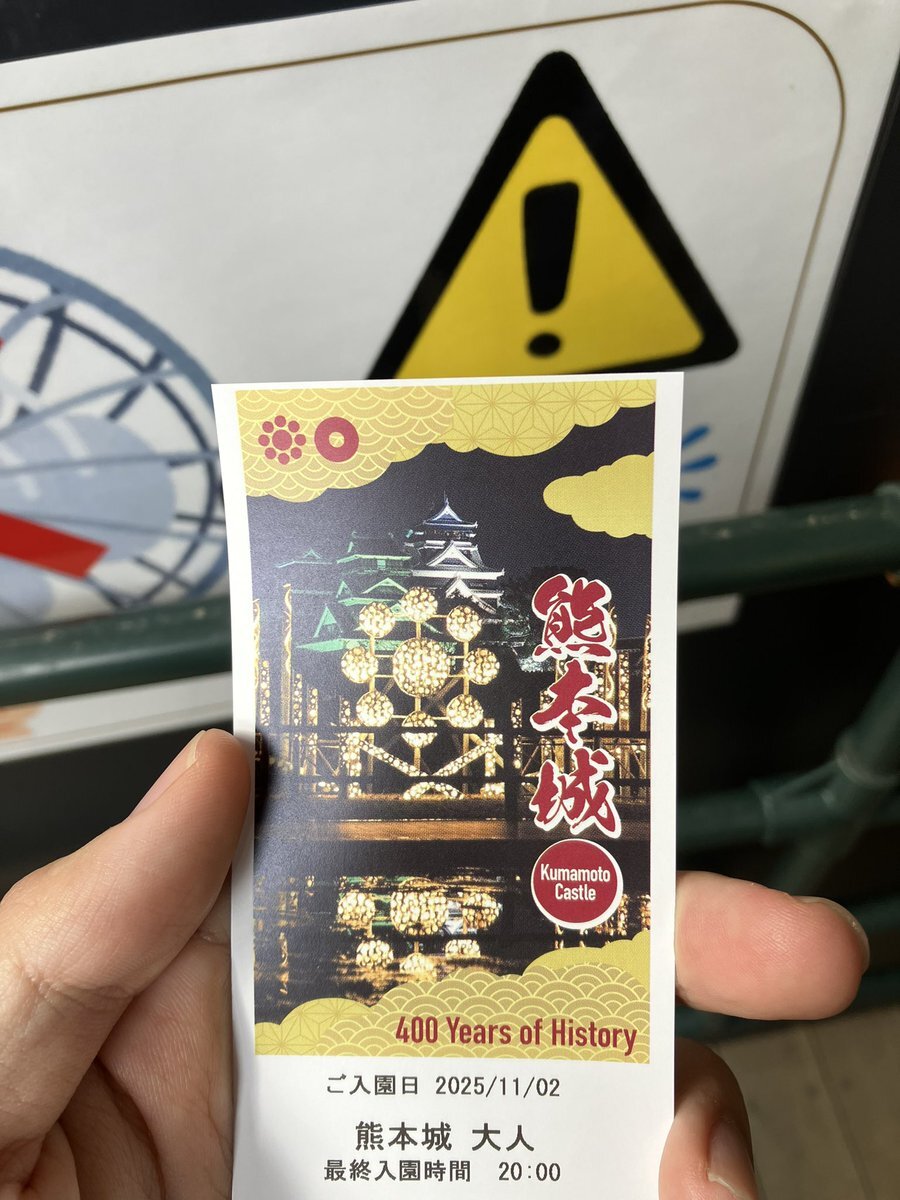 熊本城
Kumamoto
Castle
400 Years of History
ご入園日 2025/11/02
熊本城 大人
最終入園時間 20:00